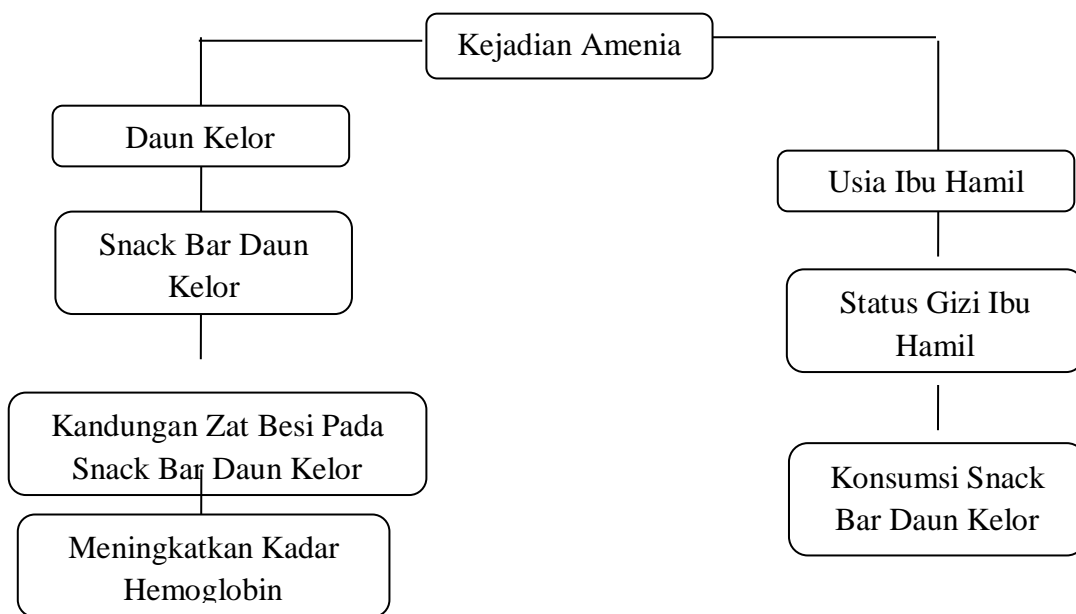 Kejadian Amenia
Daun Kelor
Usia Ibu Hamil
Snack Bar Daun
Kelor
Status Gizi Ibu
Hamil
Kandungan Zat Besi Pada
Snack Bar Daun Kelor
Konsumsi Snack
Bar Daun Kelor
Meningkatkan Kadar
Hemoglobin